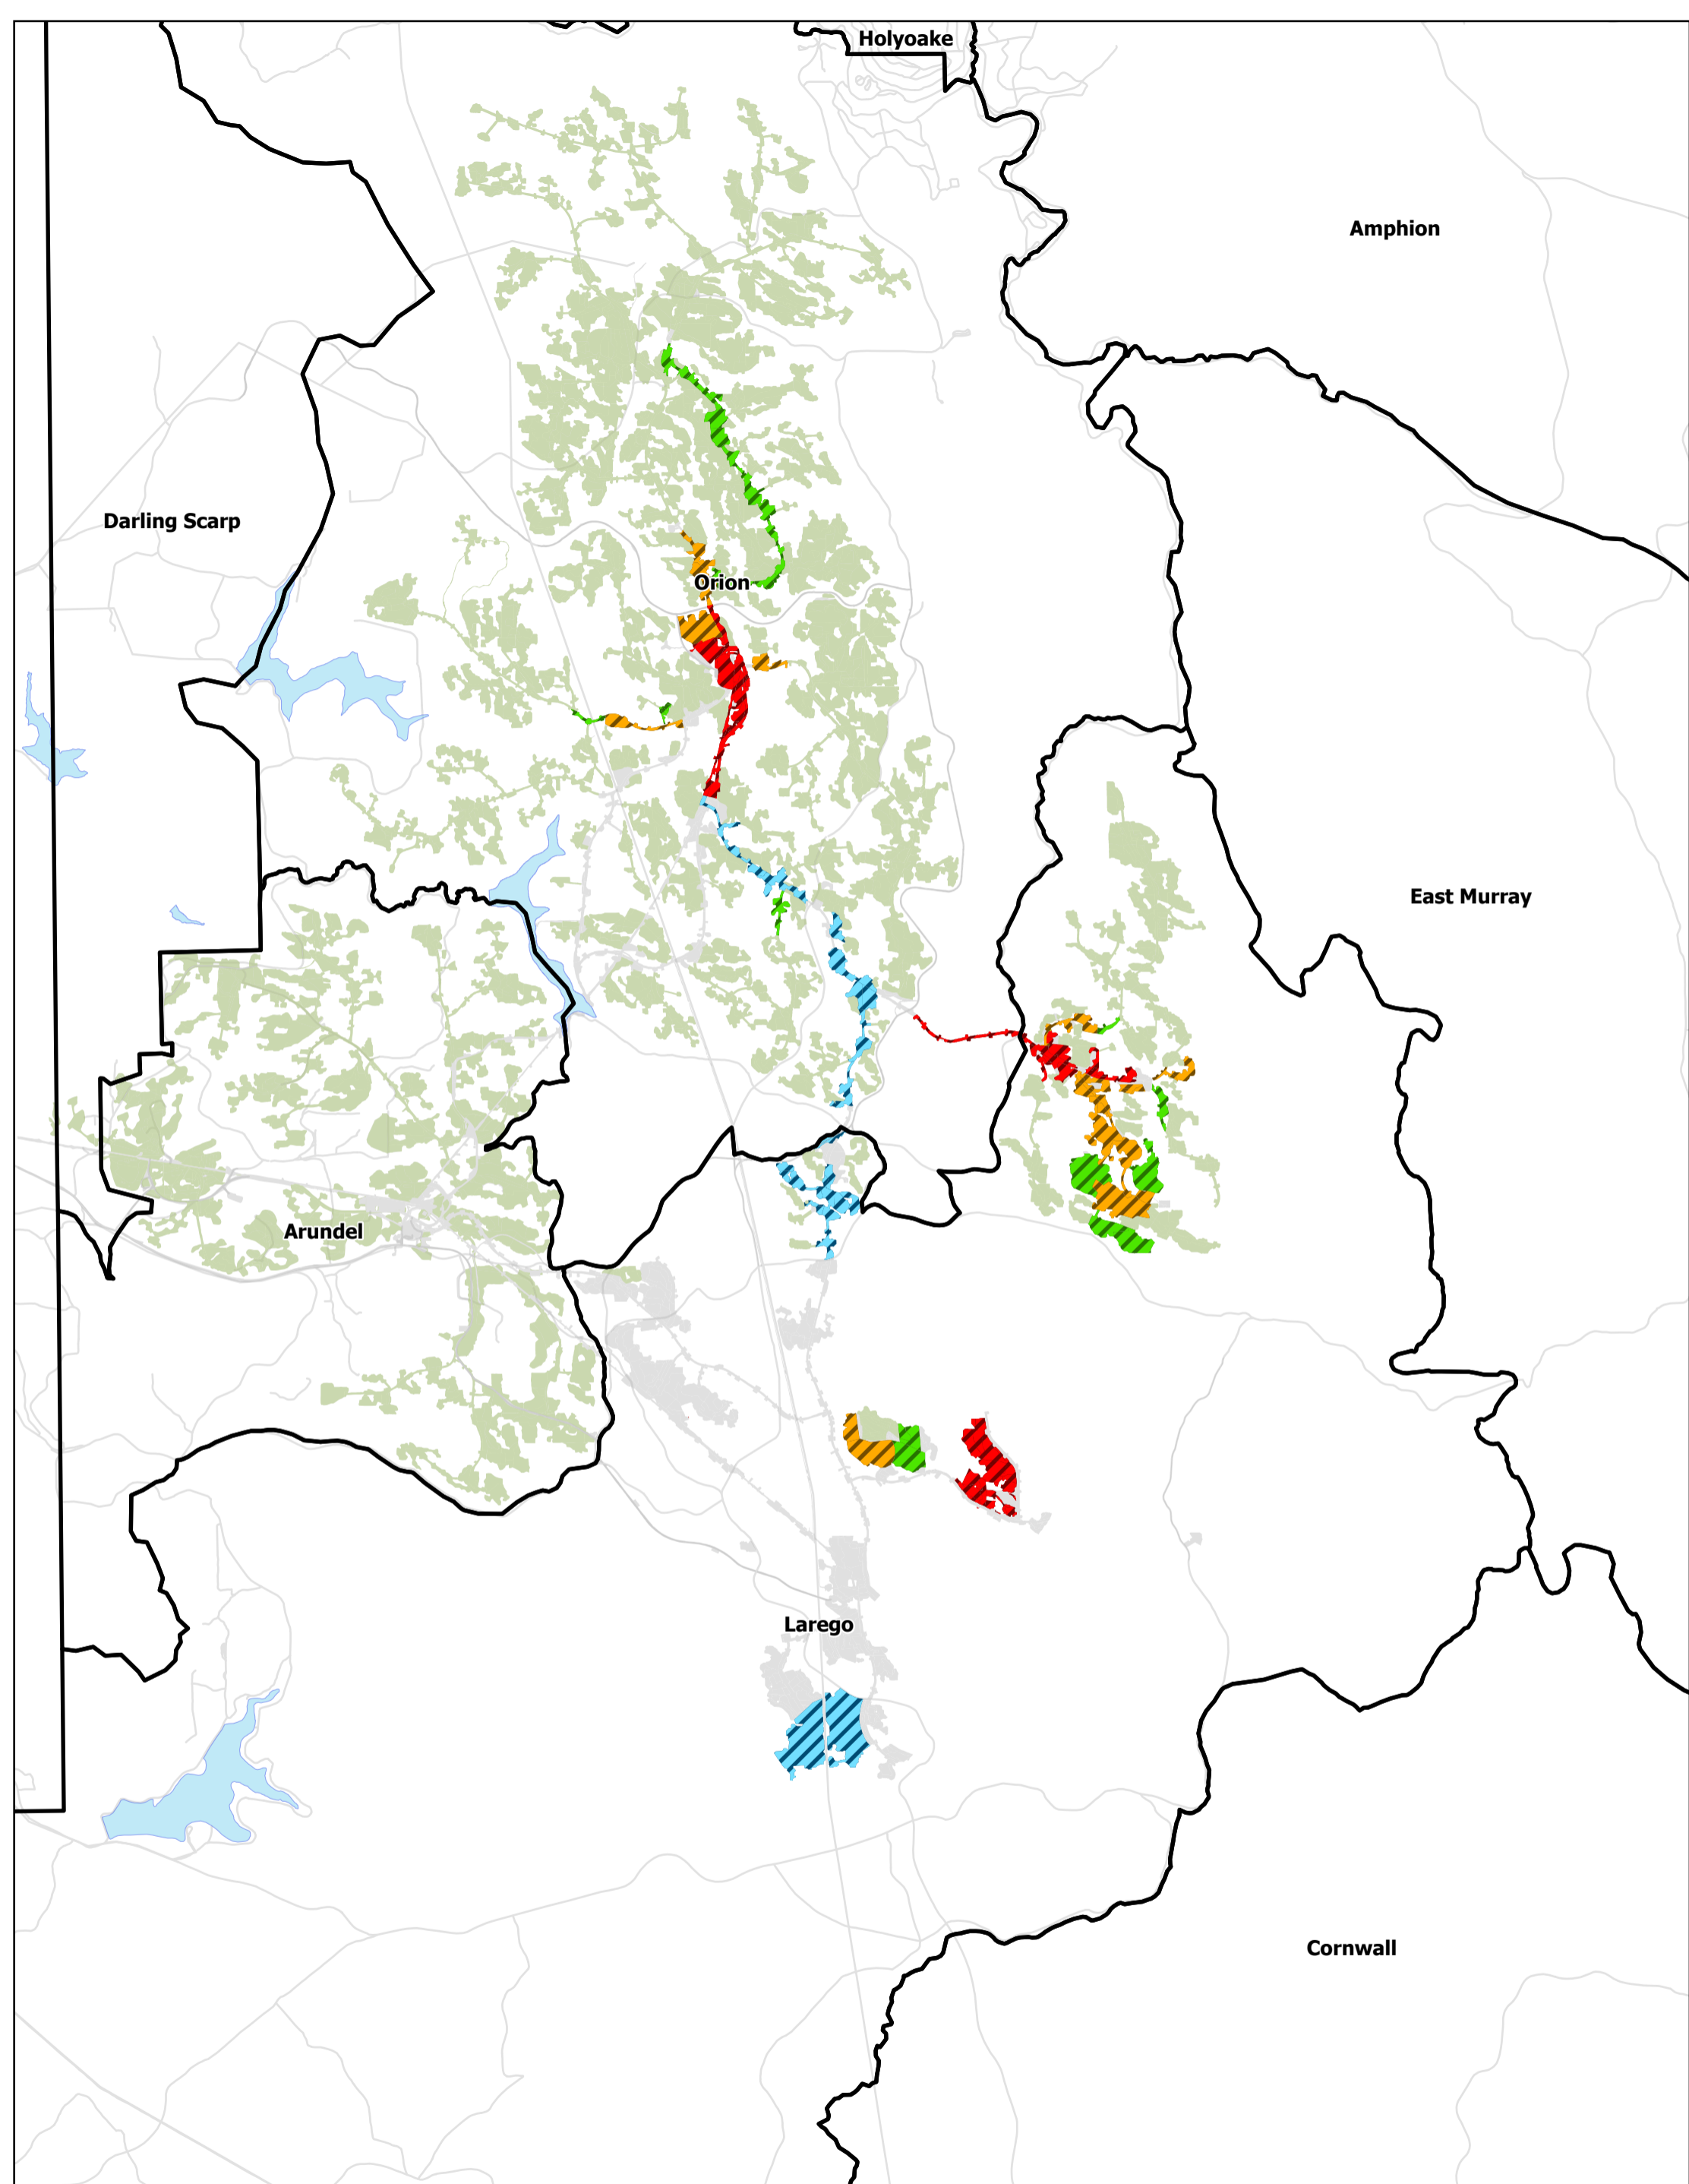 Holyoake
Amphion
Darling Scarp
Orion
East Murray
Arundel
Larego
Cornwall